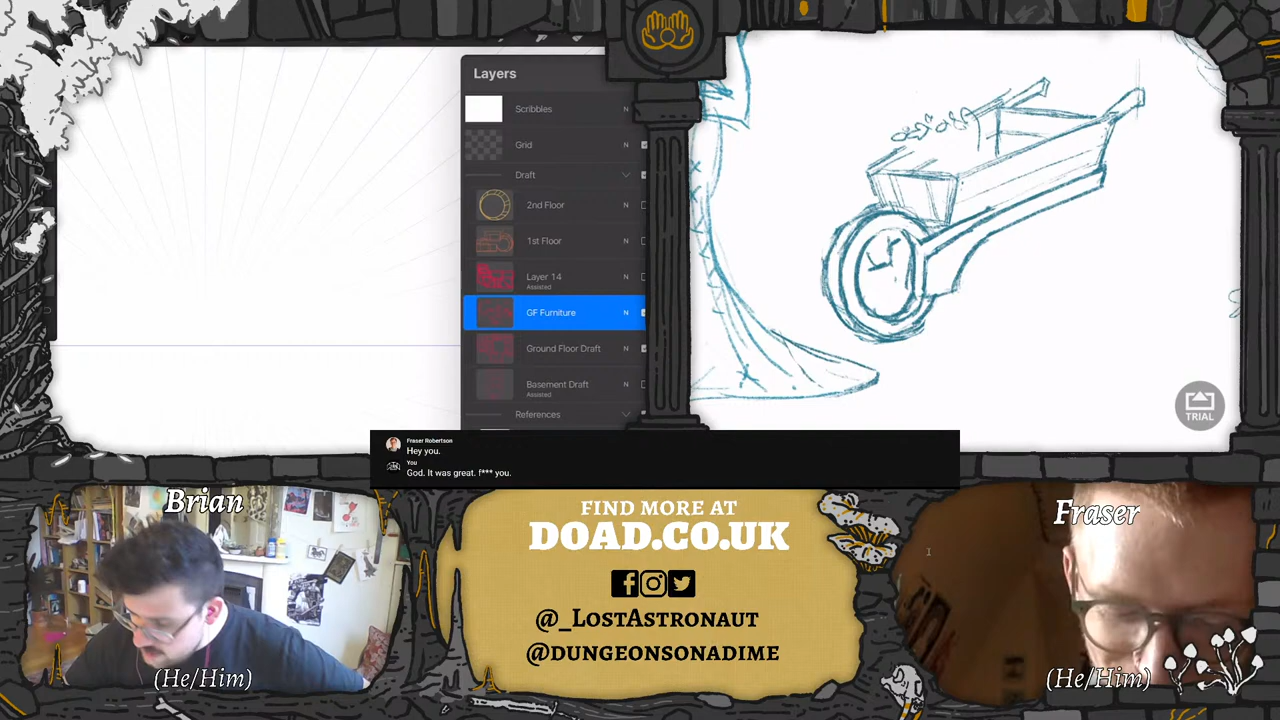 Layers
Scribbles
N
Grid
N
Draft
2nd Floor
N
1st Floor
N
Layer 14
N
Assisted
GF Furniture
N
Ground Floor Draft
N
Basement Draft
N
Assisted
References
TRIAL
Fraser Robertson
Hey you.
You
God. It was great. f*** you.
Brian
(He/Him)
FIND MORE AT
DOAD.CO.UK
@_LostAstronaut
@dungeonsonadime
Fraser
(He/Him)